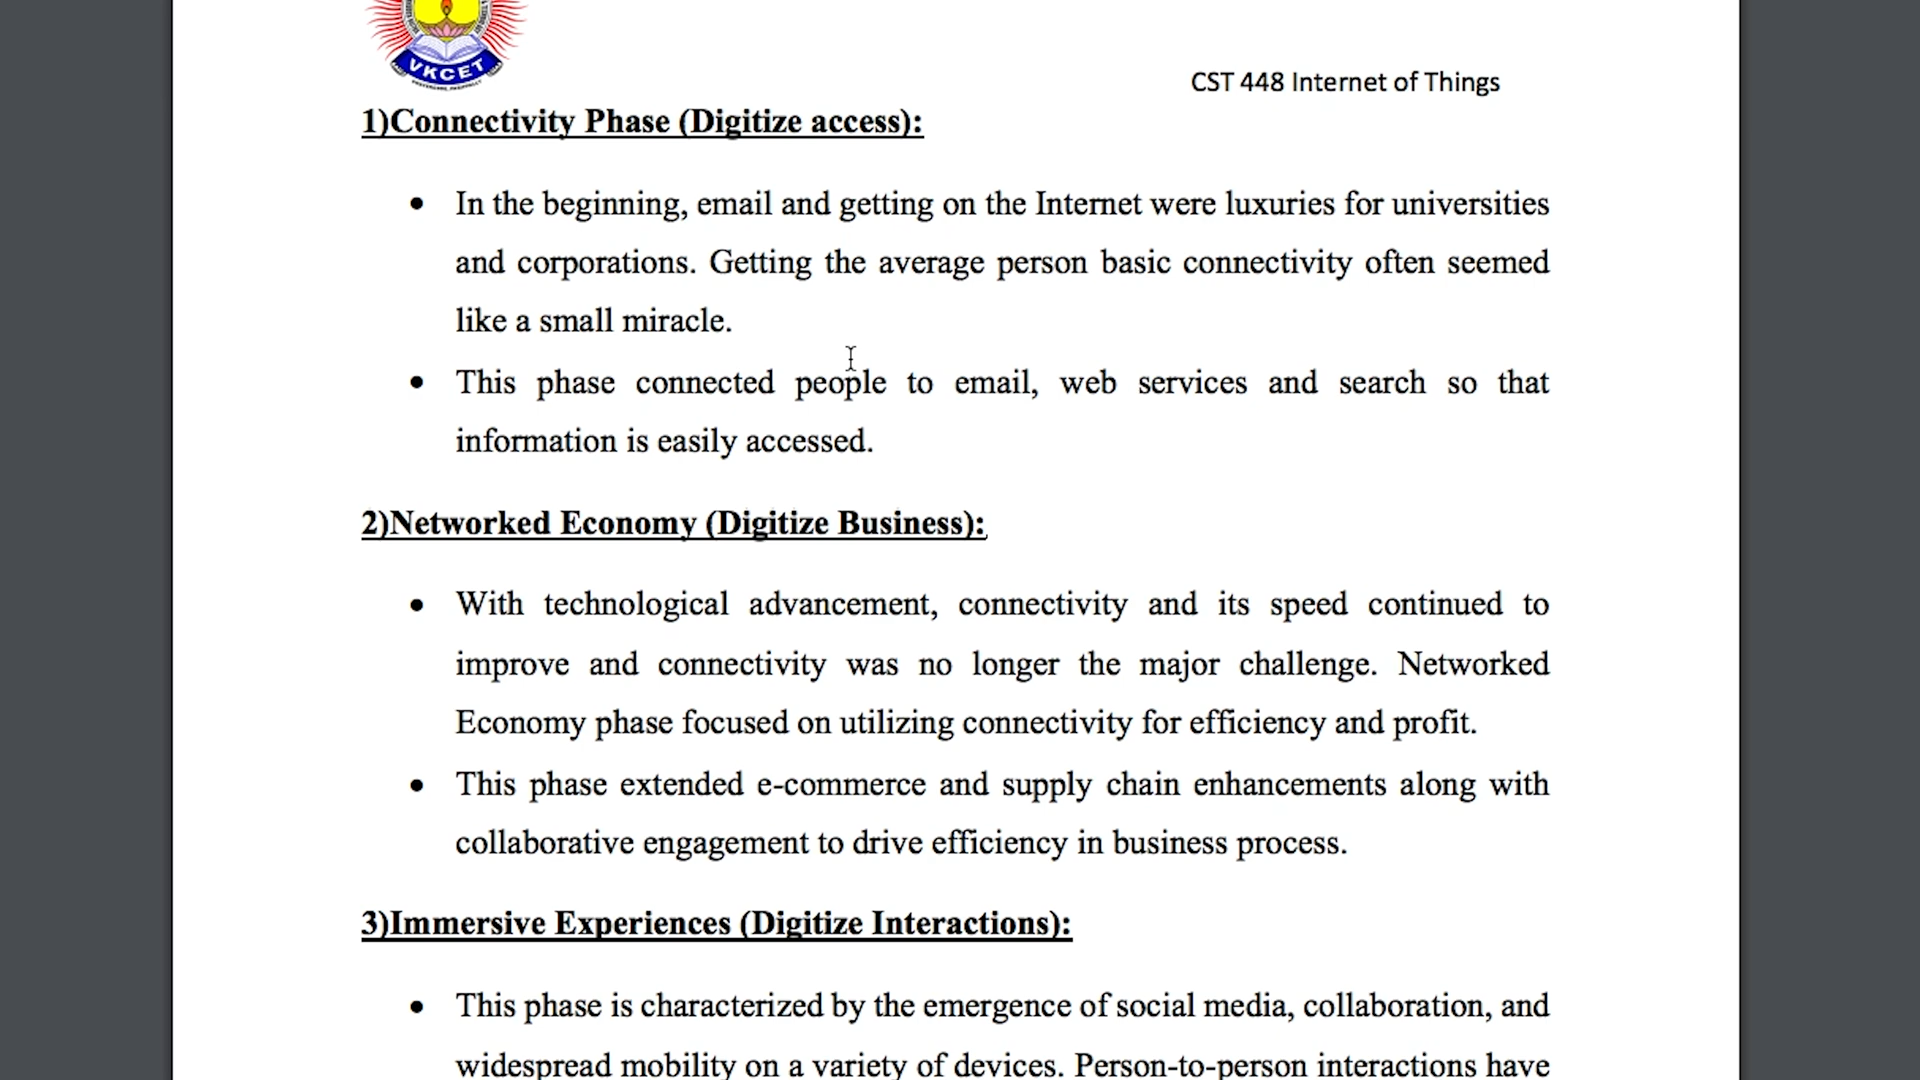 VKCET
CST 448 Internet of Things
1)Connectivity Phase (Digitize access):
• In the beginning, email and getting on the Internet were luxuries for universities
and corporations. Getting the average person basic connectivity often seemed
like a small miracle.
• This phase connected people to email, web services and search so that
information is easily accessed.
2)Networked Economy (Digitize Business):
• With technological advancement, connectivity and its speed continued to
improve and connectivity was no longer the major challenge. Networked
Economy phase focused on utilizing connectivity for efficiency and profit.
• This phase extended e-commerce and supply chain enhancements along with
collaborative engagement to drive efficiency in business process.
3)Immersive Experiences (Digitize Interactions):
• This phase is characterized by the emergence of social media, collaboration, and
widespread mobility on a variety of devices. Person-to-person interactions have